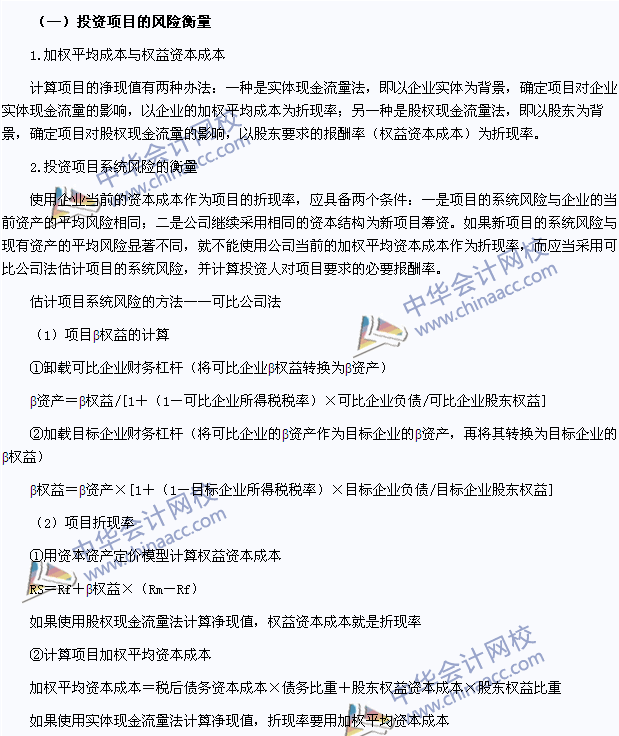 （一）投资项目的风险衡量
1.加权平均成本与权益资本成本
计算项目的净现值有两种办法：一种是实体现金流量法，即以企业实体为背景，确定项目对企业
实体现金流量的影响，以企业的加权平均成本为折现率；另一种是股权现金流量法，即以股东为背
景，确定项目对股权现金流量的影响，以股东要求的报酬率（权益资本成本）为折现率。
2.投资项目系统风险的衡量
使用企业当前的资本成本作为项目的折现率，应具备两个条件：一是项目的系统风险与企业的当
前资产的平均风险相同；二是公司继续采用相同的资本结构为新项目筹资。如果新项目的系统风险与
现有资产的平均风险显著不同，就不能使用公司当前的加权平均资本成本作为折现率，而应当采用可
比公司法估计项目的系统风险，并计算投资人对项目要求的必要报酬率。
估计项目系统风险的方法——可比公司法
（1）项目β权益的计算
①卸载可比企业财务杠杆（将可比企业β权益转换为β资产）
β资产＝β权益/[1＋（1－可比企业所得税税率）×可比企业负债/可比企业股东权益]
②加载目标企业财务杠杆（将可比企业的β资产作为目标企业的β资产，再将其转换为目标企业的
β权益）
β权益＝β资产×[1＋（1－目标企业所得税税率）×目标企业负债/目标企业股东权益]
（2）项目折现率
①用资本资产定价模型计算权益资本成本
RS＝Rf＋β权益×（Rm－Rf）
如果使用股权现金流量法计算净现值，权益资本成本就是折现率
②计算项目加权平均资本成本
加权平均资本成本＝税后债务资本成本×债务比重＋股东权益资本成本×股东权益比重
如果使用实体现金流量法计算净现值，折现率要用加权平均资本成本
中华会计网校
www.chinaacc.com
中华会计网校
www.chinaacc.com
中华会计网校
www.chinaacc.com
中华会计网校
www.chinaacc.com